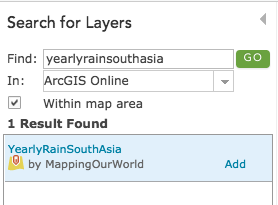 Search for Layers
Find: yearlyrainsouthasia GO
In: ArcGIS Online
Within map area
1 Result Found
YearlyRainSouthAsia
by MappingOurWorld Add